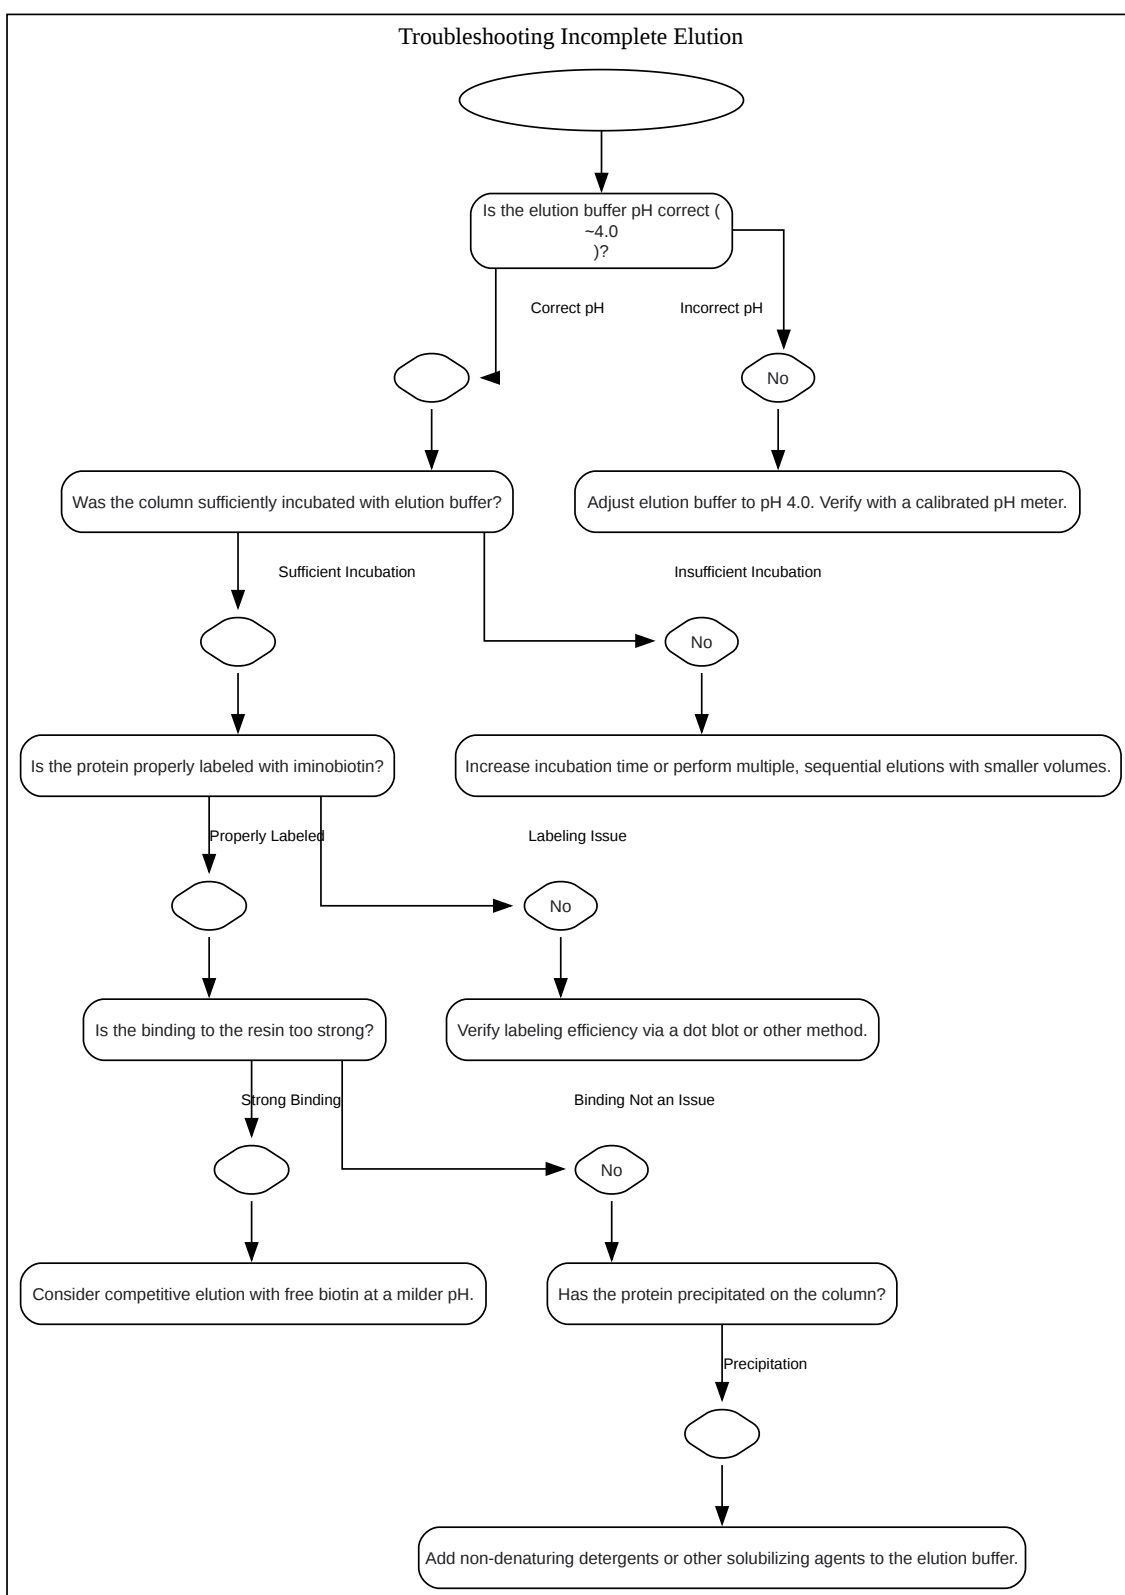 Troubleshooting Incomplete Elution
Is the elution buffer pH correct (
~4.0
)?
Correct pH
Incorrect pH
No
Was the column sufficiently incubated with elution buffer?
Adjust elution buffer to pH 4.0. Verify with a calibrated pH meter.
Sufficient Incubation
Insufficient Incubation
No
Is the protein properly labeled with iminobiotin?
Increase incubation time or perform multiple, sequential elutions with smaller volumes.
Properly Labeled
Labeling Issue
No
Is the binding to the resin too strong?
Verify labeling efficiency via a dot blot or other method.
Strong Binding
Binding Not an Issue
No
Consider competitive elution with free biotin at a milder pH.
Has the protein precipitated on the column?
Precipitation
Add non-denaturing detergents or other solubilizing agents to the elution buffer.